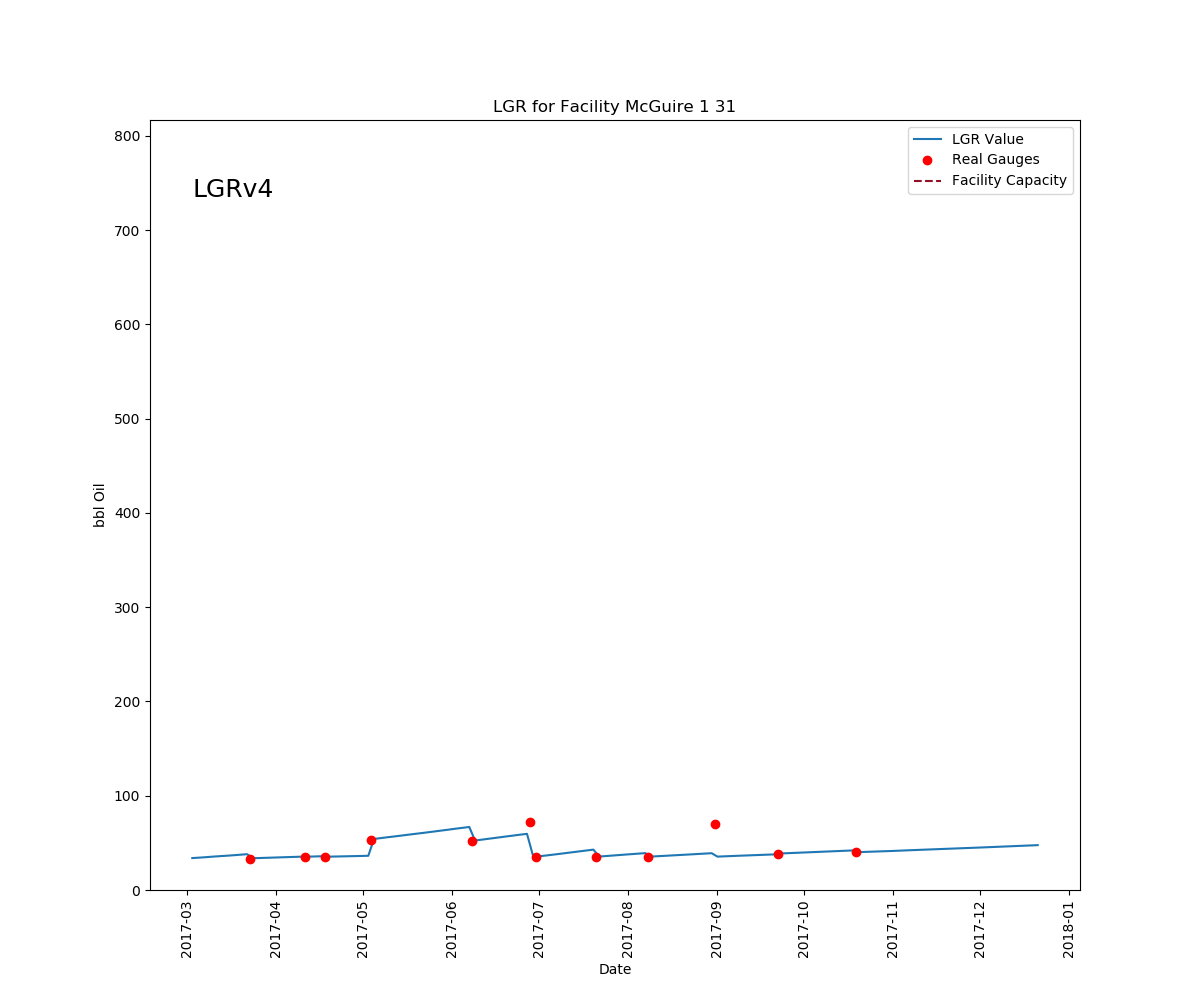 LGR for Facility McGuire 1 31
LGRv4
LGR Value
Real Gauges
Facility Capacity
800
700
600
500
400
300
200
100
0
bbl Oil
2017-03
2017-04
2017-05
2017-06
2017-07
2017-08
2017-09
2017-10
2017-11
2017-12
2018-01
Date